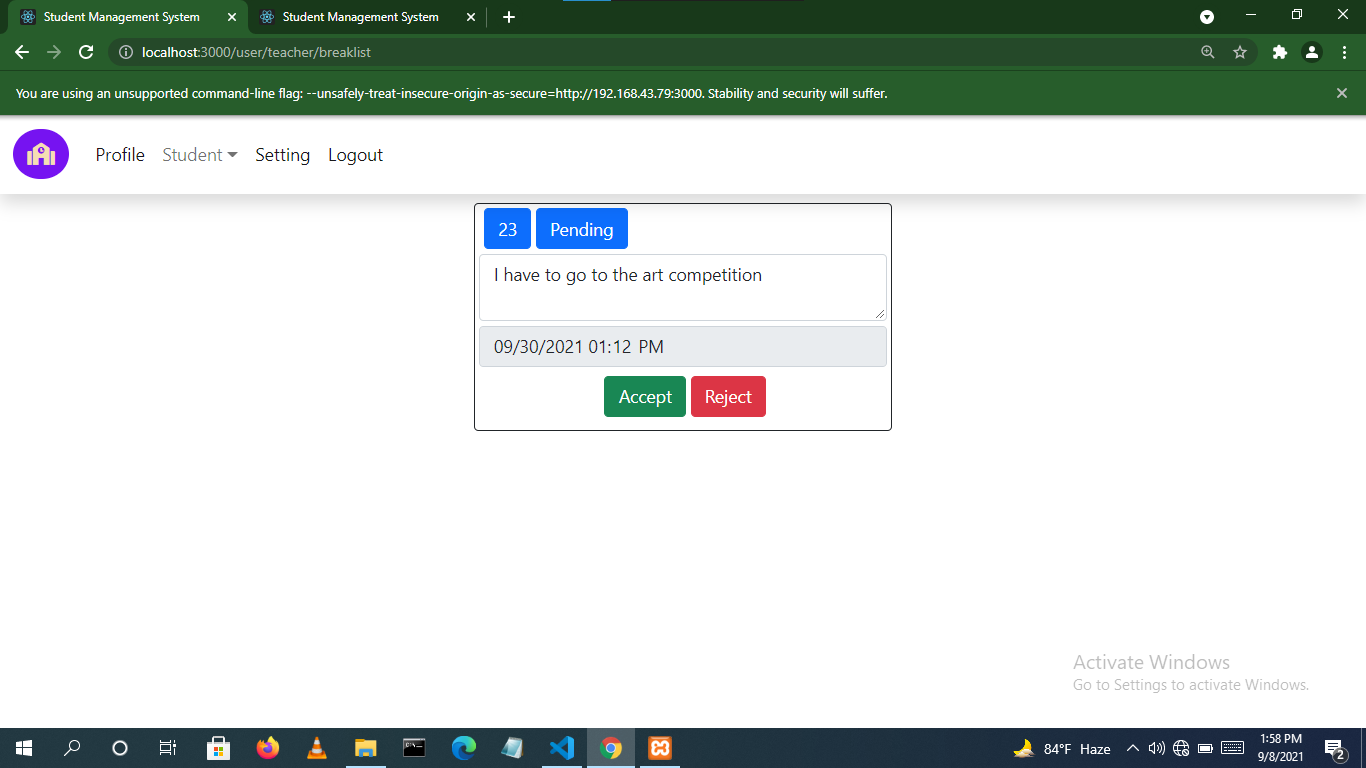 Student Management System
Student Management System
localhost:3000/user/teacher/breaklist
You are using an unsupported command-line flag: --unsafely-treat-insecure-origin-as-secure=http://192.168.43.79:3000. Stability and security will suffer.
Profile Student Setting Logout
23 Pending
I have to go to the art competition
09/30/2021 01:12 PM
Accept Reject
Activate Windows
Go to Settings to activate Windows.
84°F Haze
1:58 PM
9/8/2021
2